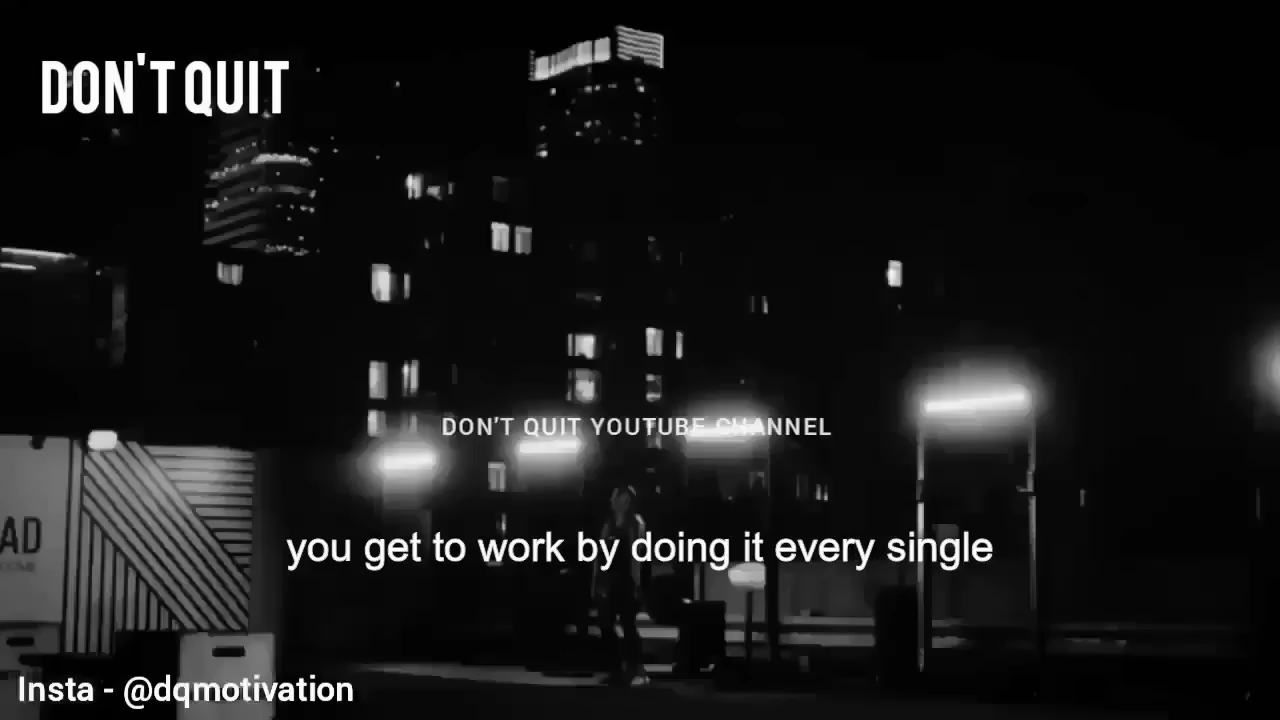 DON'T QUIT
DON'T QUIT YOUTUBE CHANNEL
AD
you get to work by doing it every single
Insta - @dqmotivation